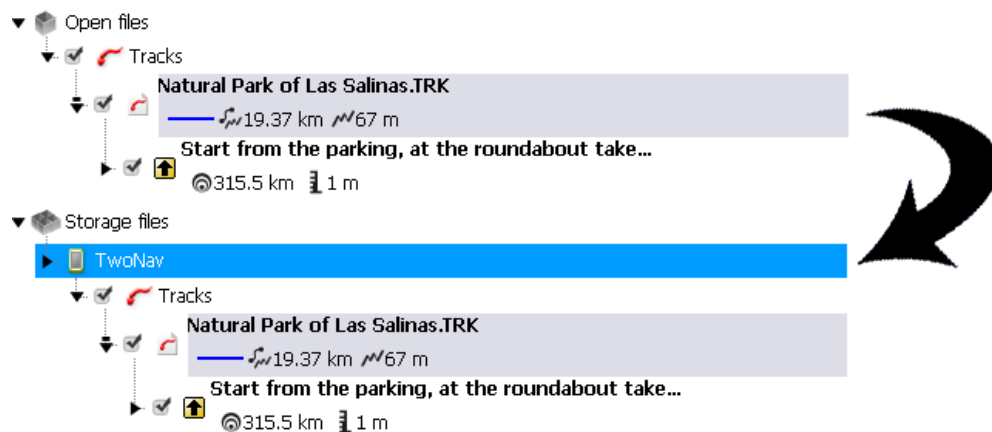 Open files
Tracks
Natural Park of Las Salinas.TRK
19.37 km 67 m
Start from the parking, at the roundabout take...
315.5 km 1 m
Storage files
TwoNav
Tracks
Natural Park of Las Salinas.TRK
19.37 km 67 m
Start from the parking, at the roundabout take...
315.5 km 1 m